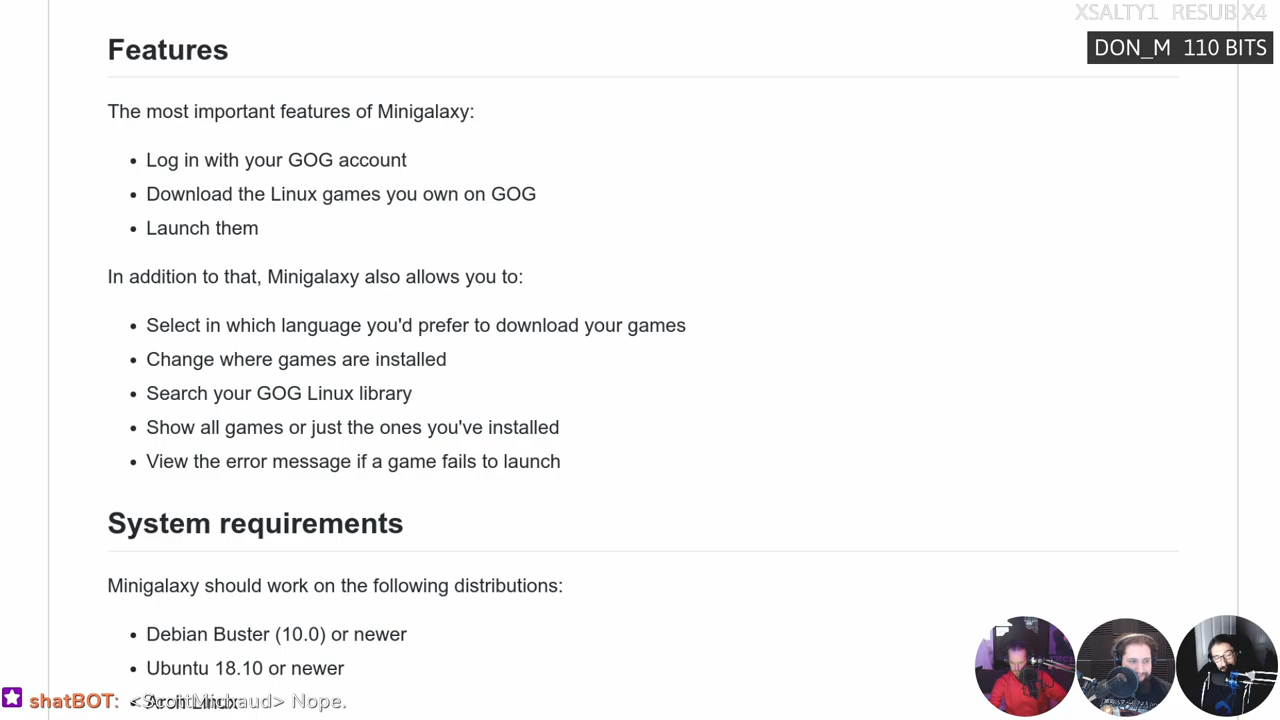 XSALTY1 RESUB X4
DON_M 110 BITS
Features
The most important features of Minigalaxy:
Log in with your GOG account
Download the Linux games you own on GOG
Launch them
In addition to that, Minigalaxy also allows you to:
Select in which language you'd prefer to download your games
Change where games are installed
Search your GOG Linux library
Show all games or just the ones you've installed
View the error message if a game fails to launch
System requirements
Minigalaxy should work on the following distributions:
Debian Buster (10.0) or newer
Ubuntu 18.10 or newer
Arch Linux
shatBOT: <ScottMichaud> Nope.